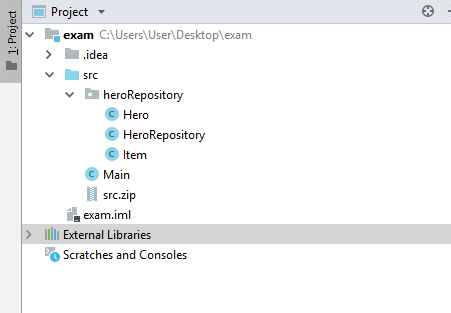 1: Project
Project
exam C:\Users\User\Desktop\exam
.idea
src
heroRepository
C Hero
C HeroRepository
C Item
C Main
src.zip
exam.iml
External Libraries
Scratches and Consoles